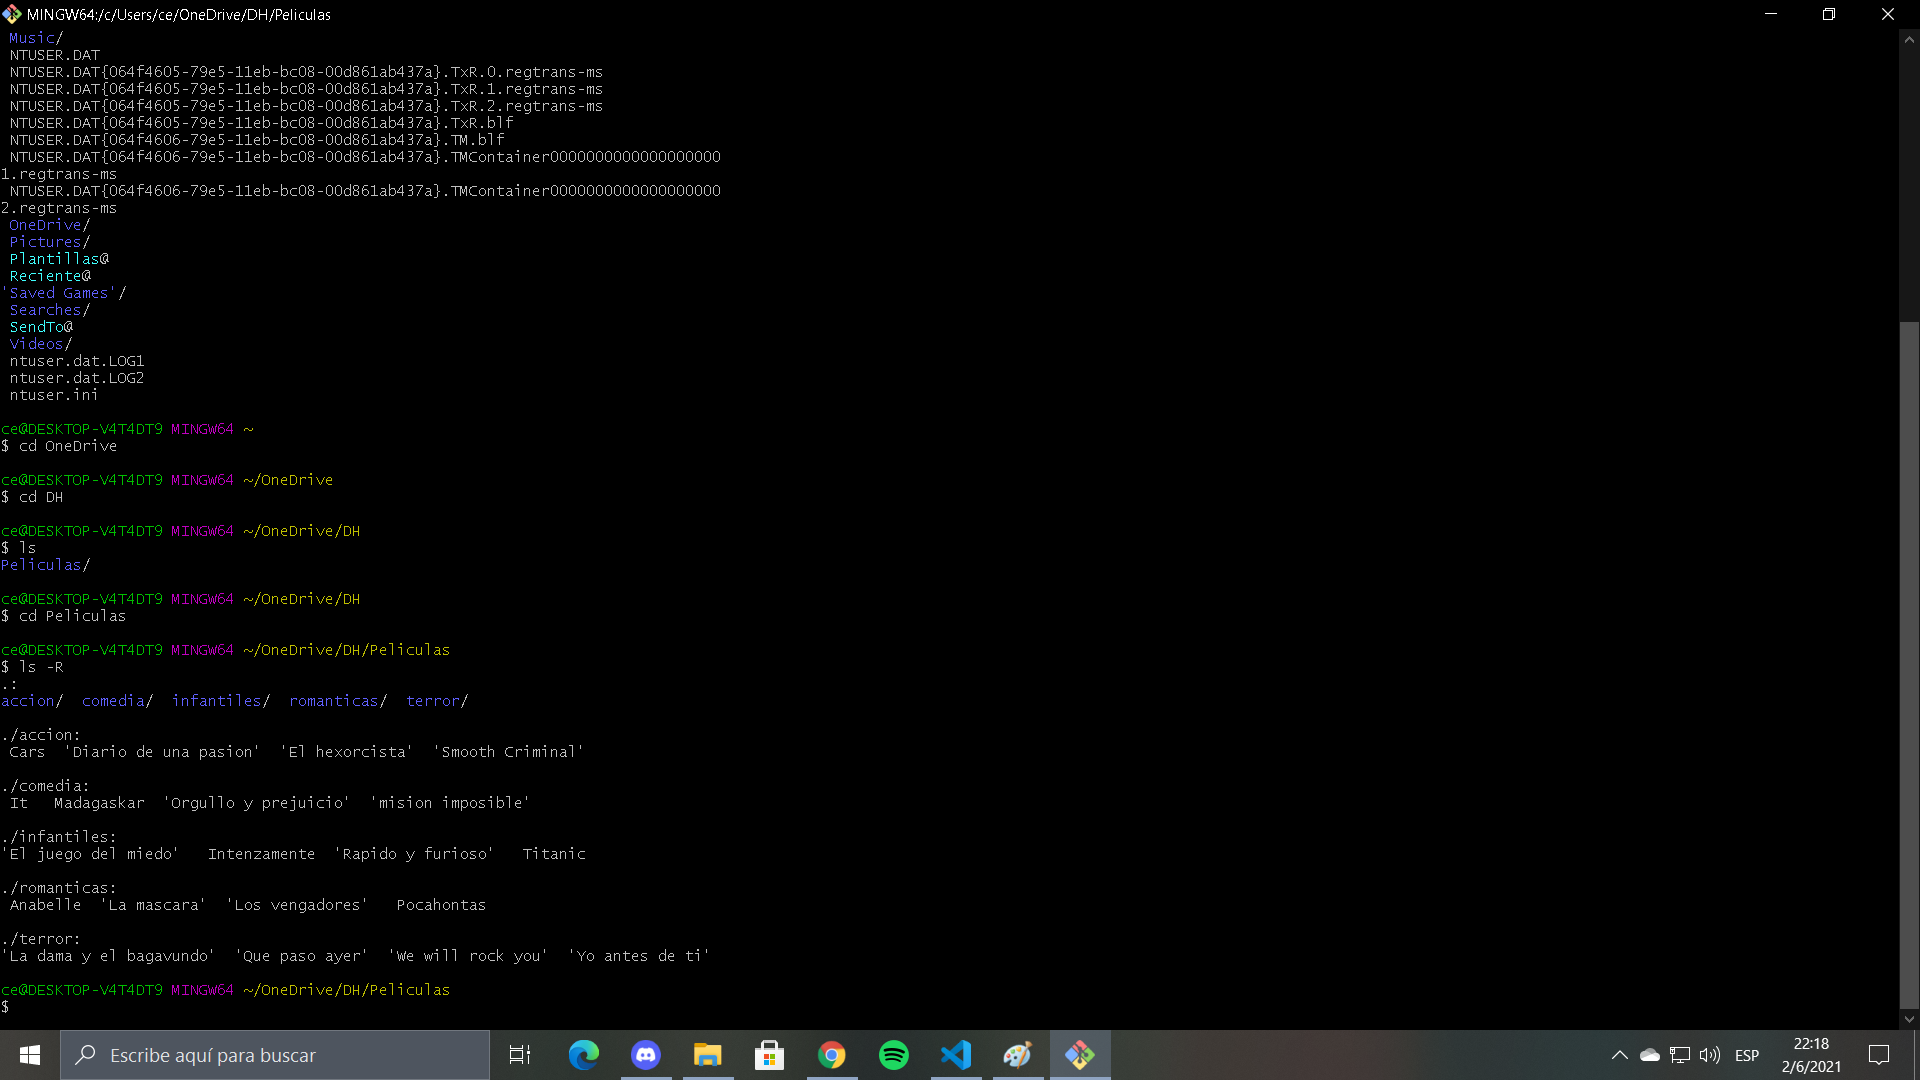 MINGW64:/c/Users/ce/OneDrive/DH/Peliculas
Music/
NTUSER.DAT
NTUSER.DAT{064f4605-79e5-11eb-bc08-00d861ab437a}.TxR.0.regtrans-ms
NTUSER.DAT{064f4605-79e5-11eb-bc08-00d861ab437a}.TxR.1.regtrans-ms
NTUSER.DAT{064f4605-79e5-11eb-bc08-00d861ab437a}.TxR.2.regtrans-ms
NTUSER.DAT{064f4605-79e5-11eb-bc08-00d861ab437a}.TxR.blf
NTUSER.DAT{064f4606-79e5-11eb-bc08-00d861ab437a}.TM.blf
NTUSER.DAT{064f4606-79e5-11eb-bc08-00d861ab437a}.TMContainer0000000000000000000
1.regtrans-ms
NTUSER.DAT{064f4606-79e5-11eb-bc08-00d861ab437a}.TMContainer0000000000000000000
2.regtrans-ms
OneDrive/
Pictures/
Plantillas@
Reciente@
'Saved Games'/
Searches/
SendTo@
Videos/
ntuser.dat.LOG1
ntuser.dat.LOG2
ntuser.ini
ce@DESKTOP-V4T4DT9 MINGW64 ~
$ cd OneDrive
ce@DESKTOP-V4T4DT9 MINGW64 ~/OneDrive
$ cd DH
ce@DESKTOP-V4T4DT9 MINGW64 ~/OneDrive/DH
$ ls
Peliculas/
ce@DESKTOP-V4T4DT9 MINGW64 ~/OneDrive/DH
$ cd Peliculas
ce@DESKTOP-V4T4DT9 MINGW64 ~/OneDrive/DH/Peliculas
$ ls -R
.:
accion/  comedia/  infantiles/  romanticas/  terror/
./accion:
Cars  'Diario de una pasion'  'El hexorcista'  'Smooth Criminal'
./comedia:
It   Madagaskar  'Orgullo y prejuicio'  'mision imposible'
./infantiles:
'El juego del miedo'   Intenzamente  'Rapido y furioso'   Titanic
./romanticas:
Anabelle  'La mascara'  'Los vengadores'   Pocahontas
./terror:
'La dama y el bagavundo'  'Que paso ayer'  'We will rock you'  'Yo antes de ti'
ce@DESKTOP-V4T4DT9 MINGW64 ~/OneDrive/DH/Peliculas
$
Escribe aquí para buscar
ESP
22:18
2/6/2021